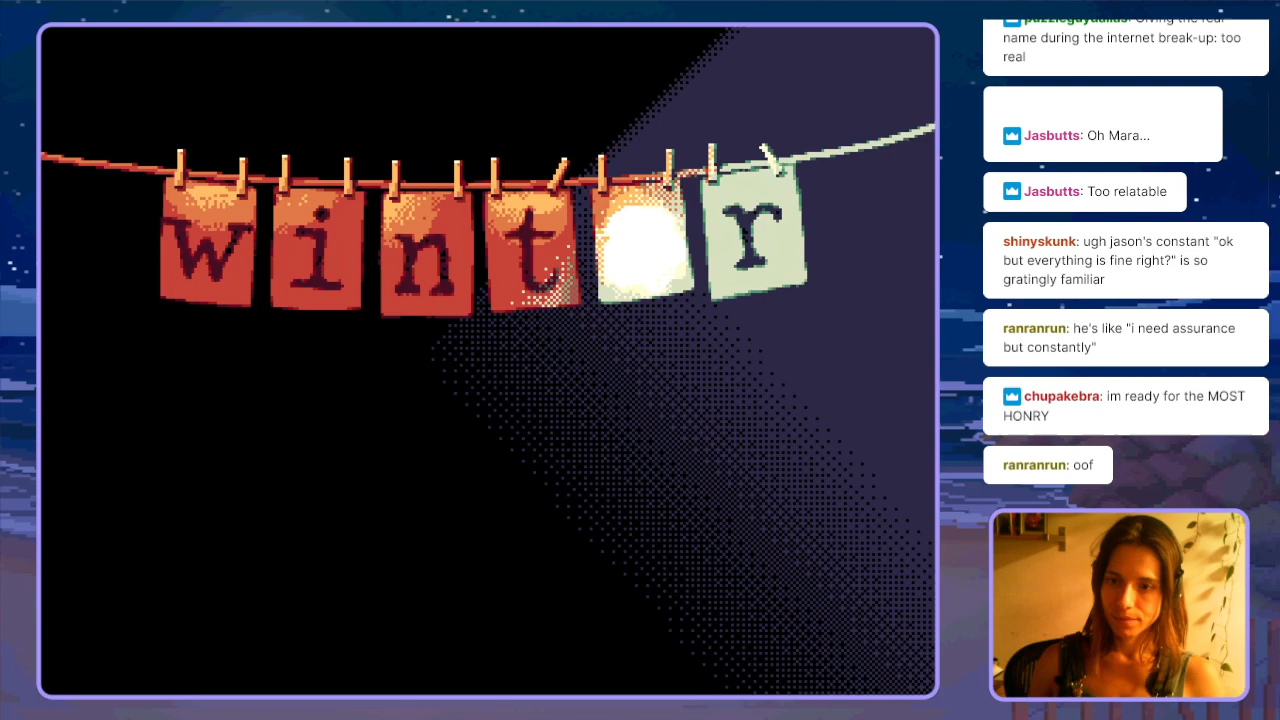 w i n t r
name during the internet break-up: too
real
Jasbutts: Oh Mara...
Jasbutts: Too relatable
shinyskunk: ugh jason's constant "ok
but everything is fine right?" is so
gratingly familiar
ranranrun: he's like "i need assurance
but constantly"
chupakebra: im ready for the MOST
HONRY
ranranrun: oof